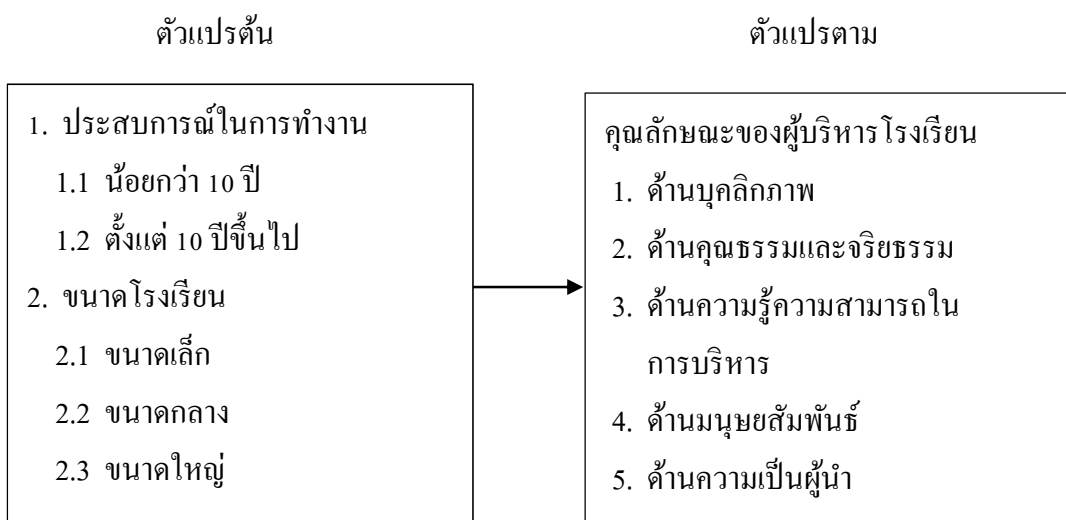 ตัวแปรต้น
1. ประสบการณ์ในการทำงาน
1.1 น้อยกว่า 10 ปี
1.2 ตั้งแต่ 10 ปีขึ้นไป
2. ขนาดโรงเรียน
2.1 ขนาดเล็ก
2.2 ขนาดกลาง
2.3 ขนาดใหญ่
ตัวแปรตาม
คุณลักษณะของผู้บริหารโรงเรียน
1. ด้านบุคลิกภาพ
2. ด้านคุณธรรมและจริยธรรม
3. ด้านความรู้ความสามารถใน
การบริหาร
4. ด้านมนุษยสัมพันธ์
5. ด้านความเป็นผู้นำ